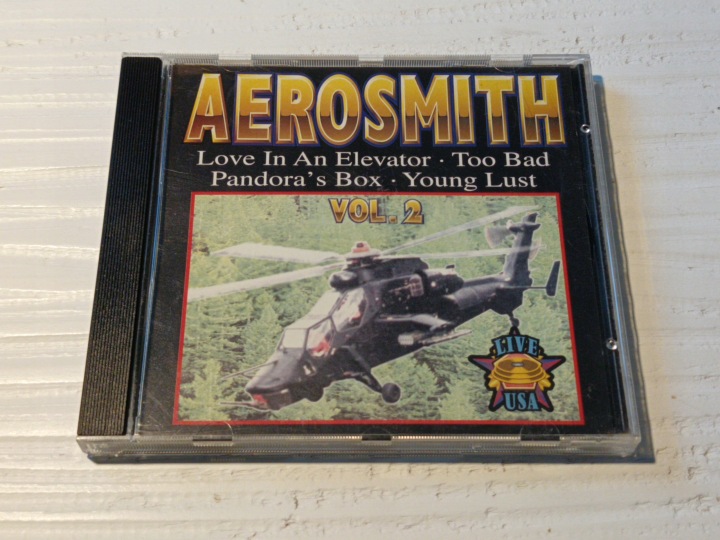 AEROSMITH
Love In An Elevator · Too Bad
Pandora's Box · Young Lust
VOL. 2
LIVE
USA